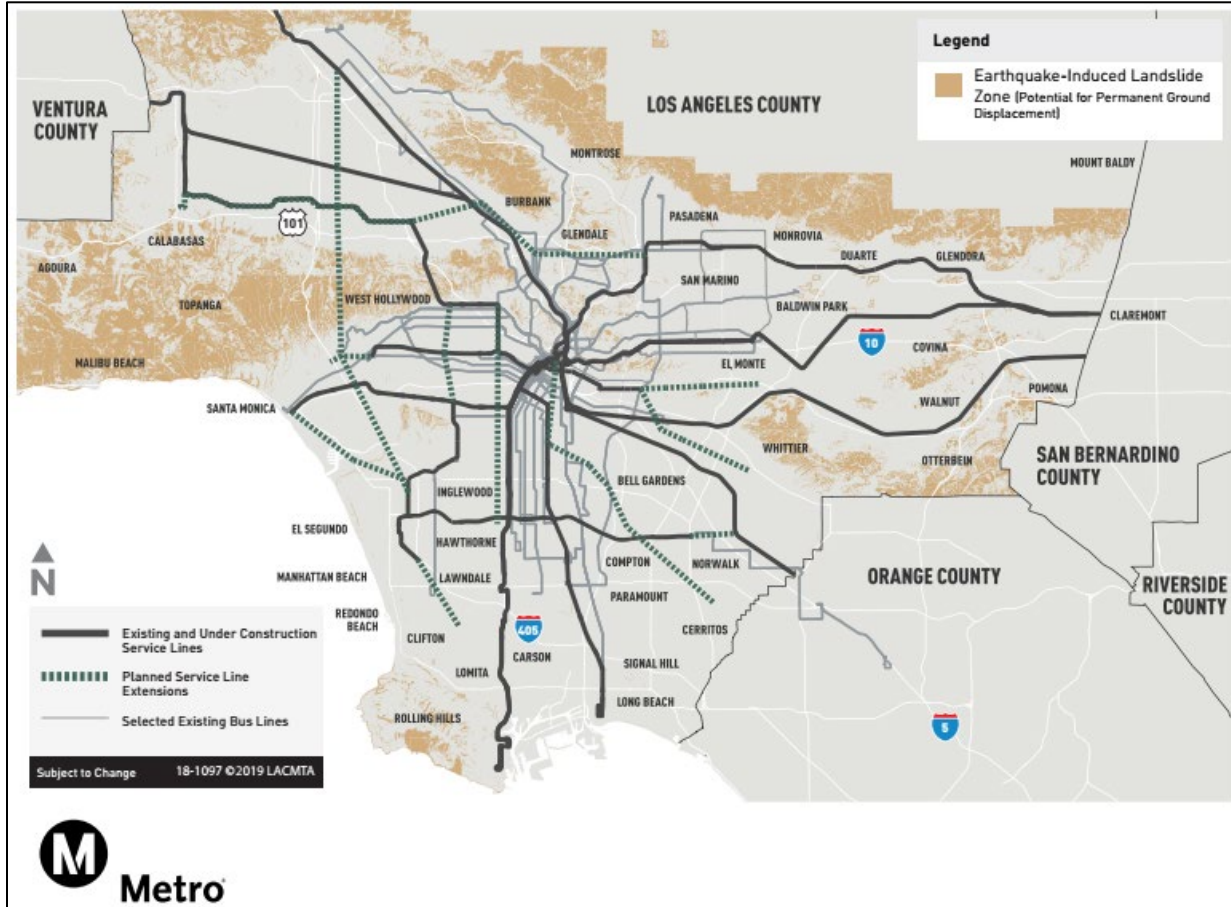 Legend
Earthquake-Induced Landslide
Zone (Potential for Permanent Ground
Displacement)
VENTURA
COUNTY
LOS ANGELES COUNTY
MOUNT BALDY
MONTROSE
BURBANK
PASADENA
GLENDALE
101
MONROVIA
CALABASAS
DUARTE
GLENDORA
AGOURA
SAN MARINO
WEST HOLLYWOOD
TOPANGA
BALDWIN PARK
CLAREMONT
10
COVINA
MALIBU BEACH
EL MONTE
POMONA
WALNUT
SANTA MONICA
WHITTIER
SAN BERNARDINO
COUNTY
OTTERBEIN
BELL GARDENS
INGLEWOOD
EL SEGUNDO
HAWTHORNE
COMPTON
NORWALK
N
MANHATTAN BEACH
LAWNDALE
ORANGE COUNTY
RIVERSIDE
COUNTY
PARAMOUNT
REDONDO
BEACH
CLIFTON
405
CERRITOS
CARSON
LOMITA
SIGNAL HILL
LONG BEACH
ROLLING HILLS
5
Existing and Under Construction
Service Lines
Planned Service Line
Extensions
Selected Existing Bus Lines
Subject to Change 18-1097 ©2019 LACMTA
M
Metro